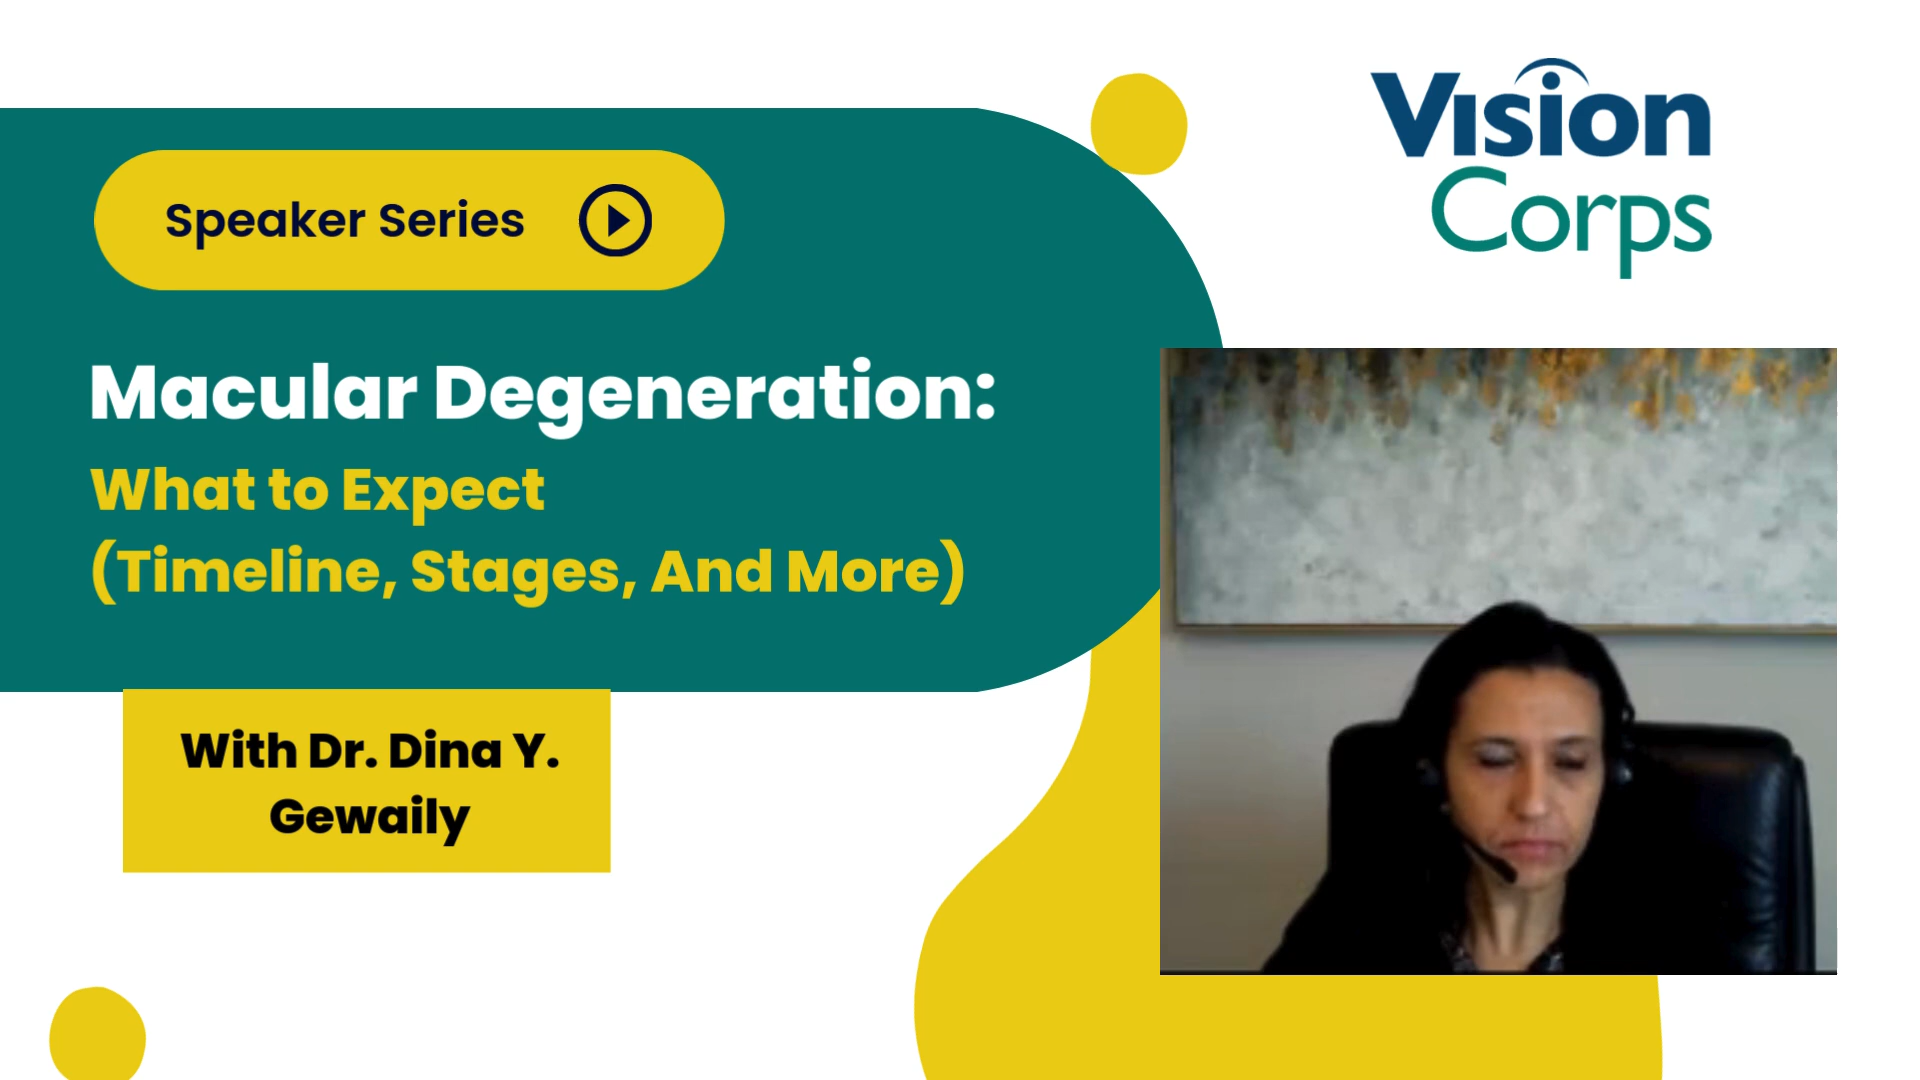 Vision
Corps
Speaker Series
Macular Degeneration:
What to Expect
(Timeline, Stages, And More)
With Dr. Dina Y.
Gewaily